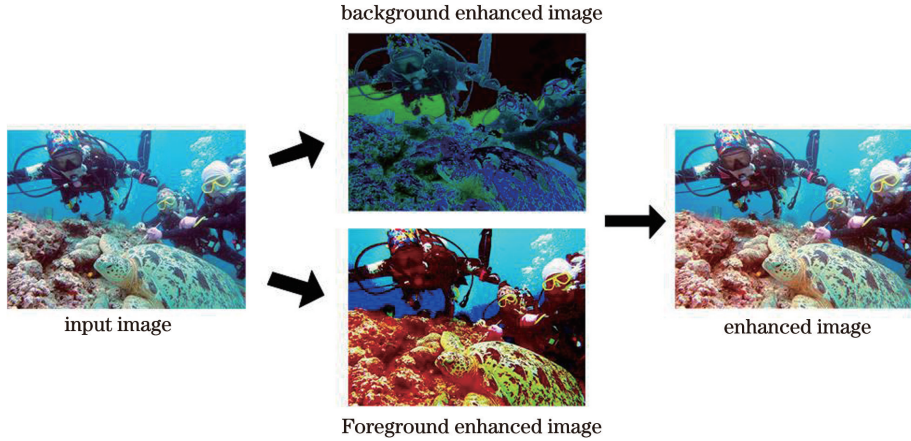 background enhanced image
input image
enhanced image
Foreground enhanced image